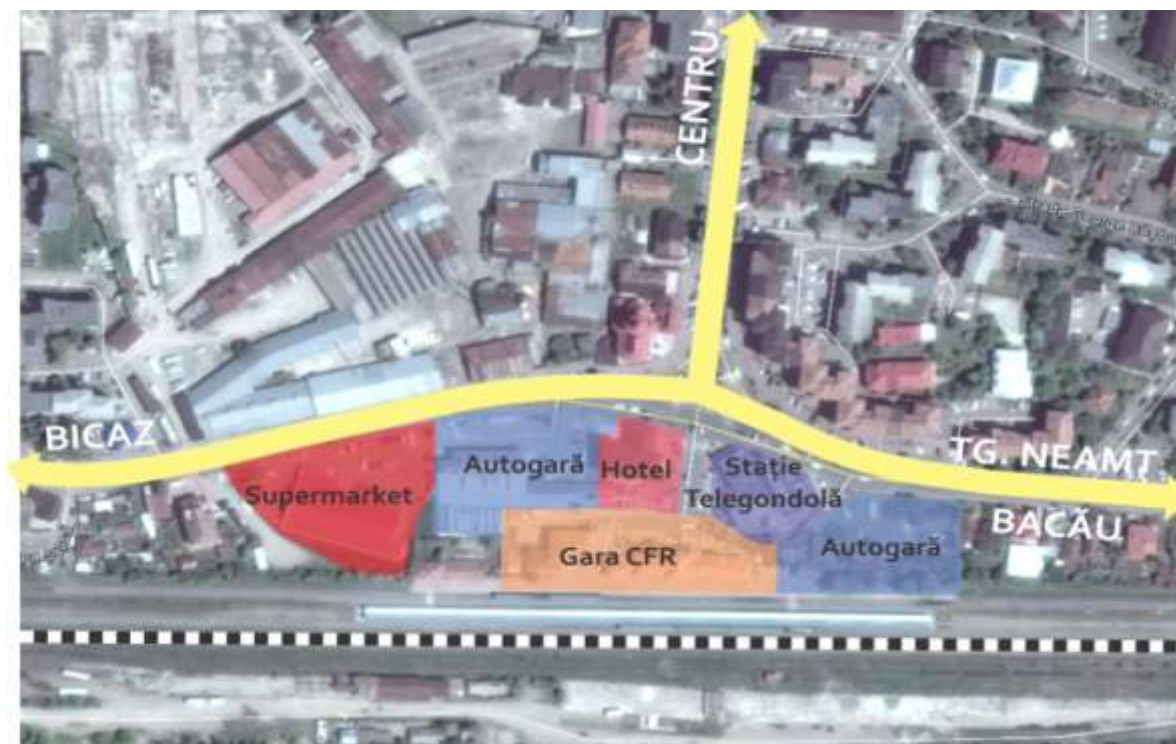 CENTRU
BICAZ
TG. NEAMȚ
BACĂU
Autogară
Hotel
Stație
Telegondolă
Supermarket
Gara CFR
Autogară